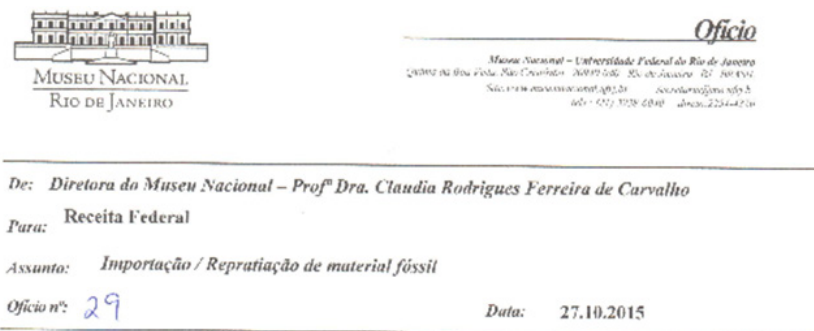 MUSEU NACIONAL
RIO DE JANEIRO
Ofício
Museu Nacional – Universidade Federal do Rio de Janeiro
De: Diretora do Museu Nacional – Profª Dra. Claudia Rodrigues Ferreira de Carvalho
Para: Receita Federal
Assunto: Importação / Repratiação de material fóssil
Ofício nº: 29
Data: 27.10.2015